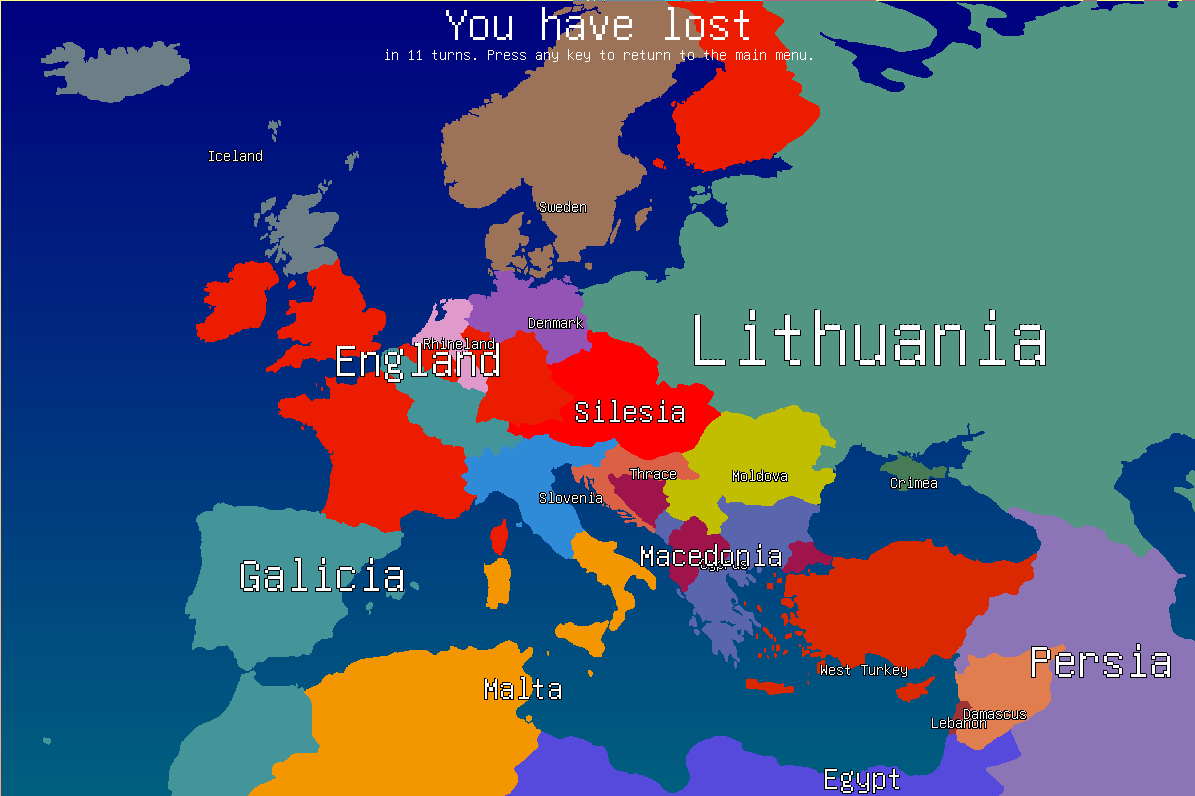 You have lost
in 11 turns. Press any key to return to the main menu.
Iceland
Sweden
Denmark
Rhineland
England
Lithuania
Silesia
Thrace
Moldova
Crimea
Slovenia
Macedonia
Cyprus
Galicia
West Turkey
Persia
Malta
Damascus
Lebanon
Egypt